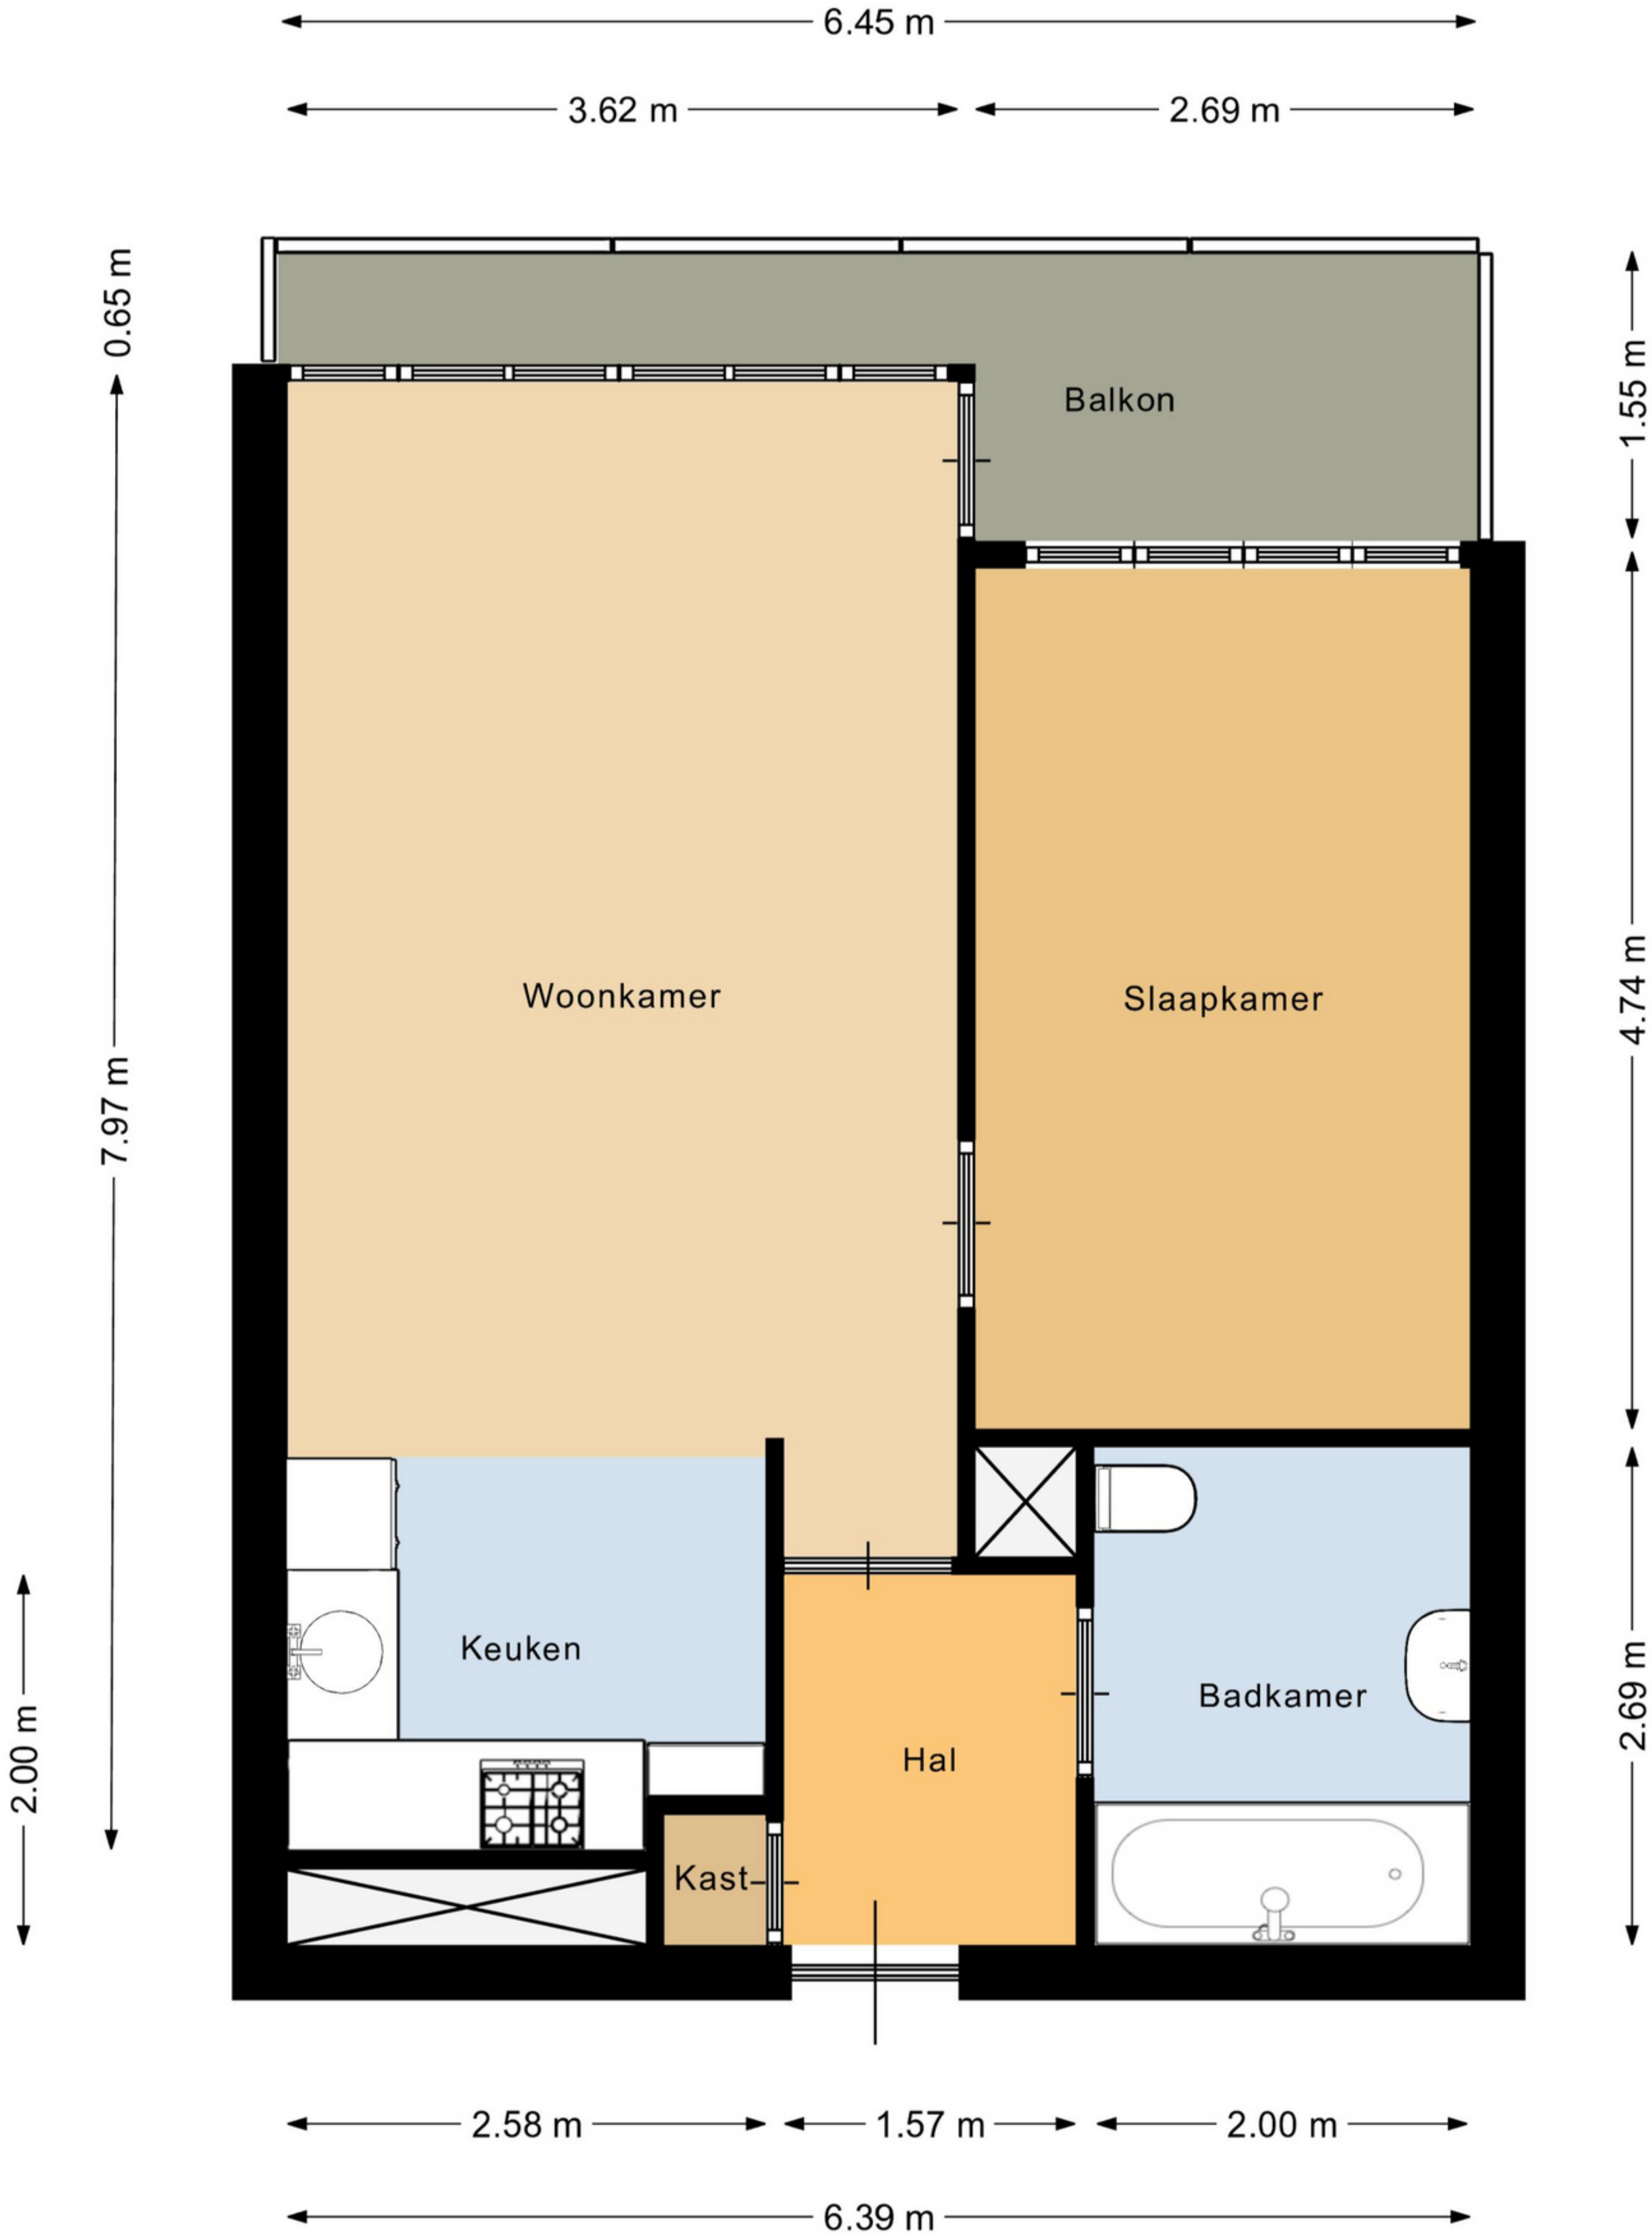 6.45 m
3.62 m
2.69 m
0.65 m
1.55 m
Balkon
Woonkamer
Slaapkamer
4.74 m
7.97 m
Keuken
Badkamer
2.69 m
2.00 m
Hal
Kast
2.58 m
1.57 m
2.00 m
6.39 m